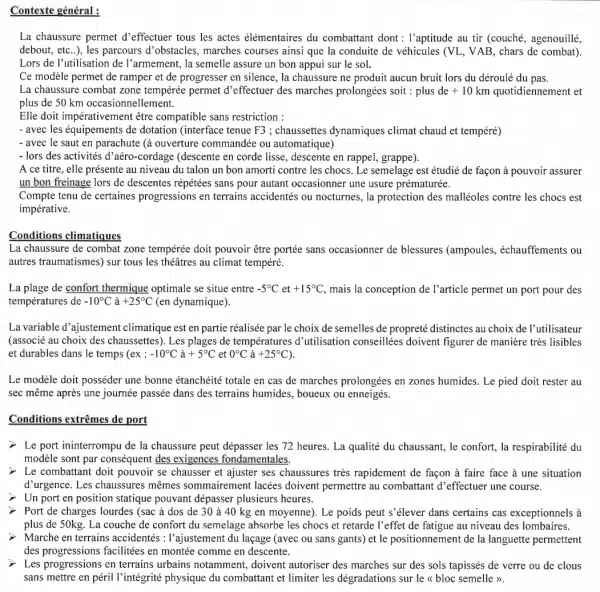 Contexte général :
La chaussure permet d'effectuer tous les actes élémentaires du combattant dont : l'aptitude au tir (couché, agenouillé,
debout, etc..), les parcours d'obstacles, marches courses ainsi que la conduite de véhicules (VL, VAB, chars de combat).
Lors de l'utilisation de l'armement, la semelle assure un bon appui sur le sol.
Ce modèle permet de ramper et de progresser en silence, la chaussure ne produit aucun bruit lors du déroulé du pas.
La chaussure combat zone tempérée permet d'effectuer des marches prolongées soit : plus de + 10 km quotidiennement et
plus de 50 km occasionnellement.
Elle doit impérativement être compatible sans restriction :
- avec les équipements de dotation (interface tenue F3 ; chaussettes dynamiques climat chaud et tempéré)
- avec le saut en parachute (à ouverture commandée ou automatique)
- lors des activités d'aéro-cordage (descente en corde lisse, descente en rappel, grappe).
A ce titre, elle présente au niveau du talon un bon amorti contre les chocs. Le semelage est étudié de façon à pouvoir assurer
un bon freinage lors de descentes répétées sans pour autant occasionner une usure prématurée.
Compte tenu de certaines progressions en terrains accidentés ou nocturnes, la protection des malléoles contre les chocs est
impérative.
Conditions climatiques
La chaussure de combat zone tempérée doit pouvoir être portée sans occasionner de blessures (ampoules, échauffements ou
autres traumatismes) sur tous les théâtres au climat tempéré.
La plage de confort thermique optimale se situe entre -5°C et +15°C, mais la conception de l'article permet un port pour des
températures de -10°C à +25°C (en dynamique).
La variable d'ajustement climatique est en partie réalisée par le choix de semelles de propreté distinctes au choix de l'utilisateur
(associé au choix des chaussettes). Les plages de températures d'utilisation conseillées doivent figurer de manière très lisibles
et durables dans le temps (ex : -10°C à + 5°C et 0°C à +25°C).
Le modèle doit posséder une bonne étanchéité totale en cas de marches prolongées en zones humides. Le pied doit rester au
sec même après une journée passée dans des terrains humides, boueux ou enneigés.
Conditions extrêmes de port
➢ Le port ininterrompu de la chaussure peut dépasser les 72 heures. La qualité du chaussant, le confort, la respirabilité du
modèle sont par conséquent des exigences fondamentales.
➢ Le combattant doit pouvoir se chausser et ajuster ses chaussures très rapidement de façon à faire face à une situation
d'urgence. Les chaussures mêmes sommairement lacées doivent permettre au combattant d'effectuer une course.
➢ Un port en position statique pouvant dépasser plusieurs heures.
➢ Port de charges lourdes (sac à dos de 30 à 40 kg en moyenne). Le poids peut s'élever dans certains cas exceptionnels à
plus de 50kg. La couche de confort du semelage absorbe les chocs et retarde l'effet de fatigue au niveau des lombaires.
➢ Marche en terrains accidentés : l'ajustement du laçage (avec ou sans gants) et le positionnement de la languette permettent
des progressions facilitées en montée comme en descente.
➢ Les progressions en terrains urbains notamment, doivent autoriser des marches sur des sols tapissés de verre ou de clous
sans mettre en péril l'intégrité physique du combattant et limiter les dégradations sur le « bloc semelle ».